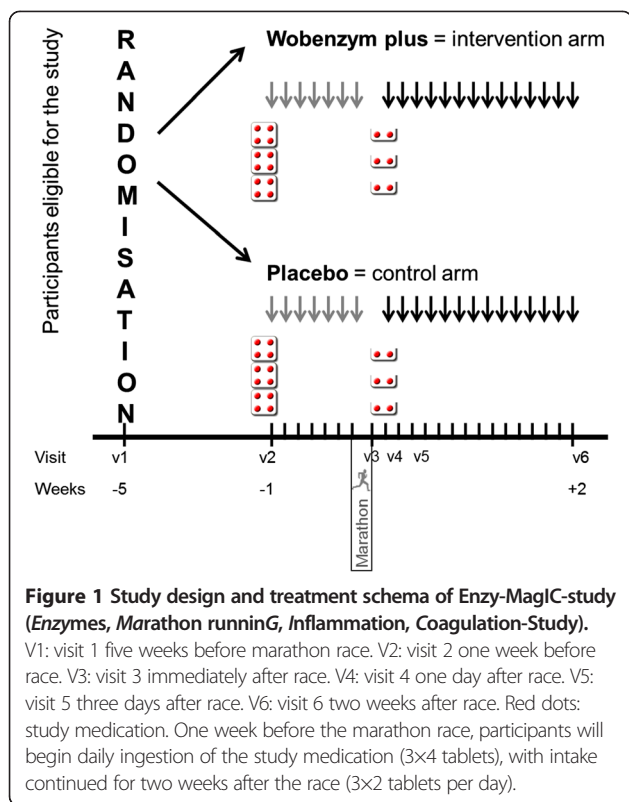 Participants eligible for the study
RANDOMISATION
Wobenzym plus = intervention arm
Placebo = control arm
Visit v1 v2 v3 v4 v5 v6
Weeks -5 -1 +2
Marathon
Figure 1 Study design and treatment schema of Enzy-MagIC-study
(Enzymes, Marathon runninG, Inflammation, Coagulation-Study).
V1: visit 1 five weeks before marathon race. V2: visit 2 one week before
race. V3: visit 3 immediately after race. V4: visit 4 one day after race. V5:
visit 5 three days after race. V6: visit 6 two weeks after race. Red dots:
study medication. One week before the marathon race, participants will
begin daily ingestion of the study medication (3×4 tablets), with intake
continued for two weeks after the race (3×2 tablets per day).